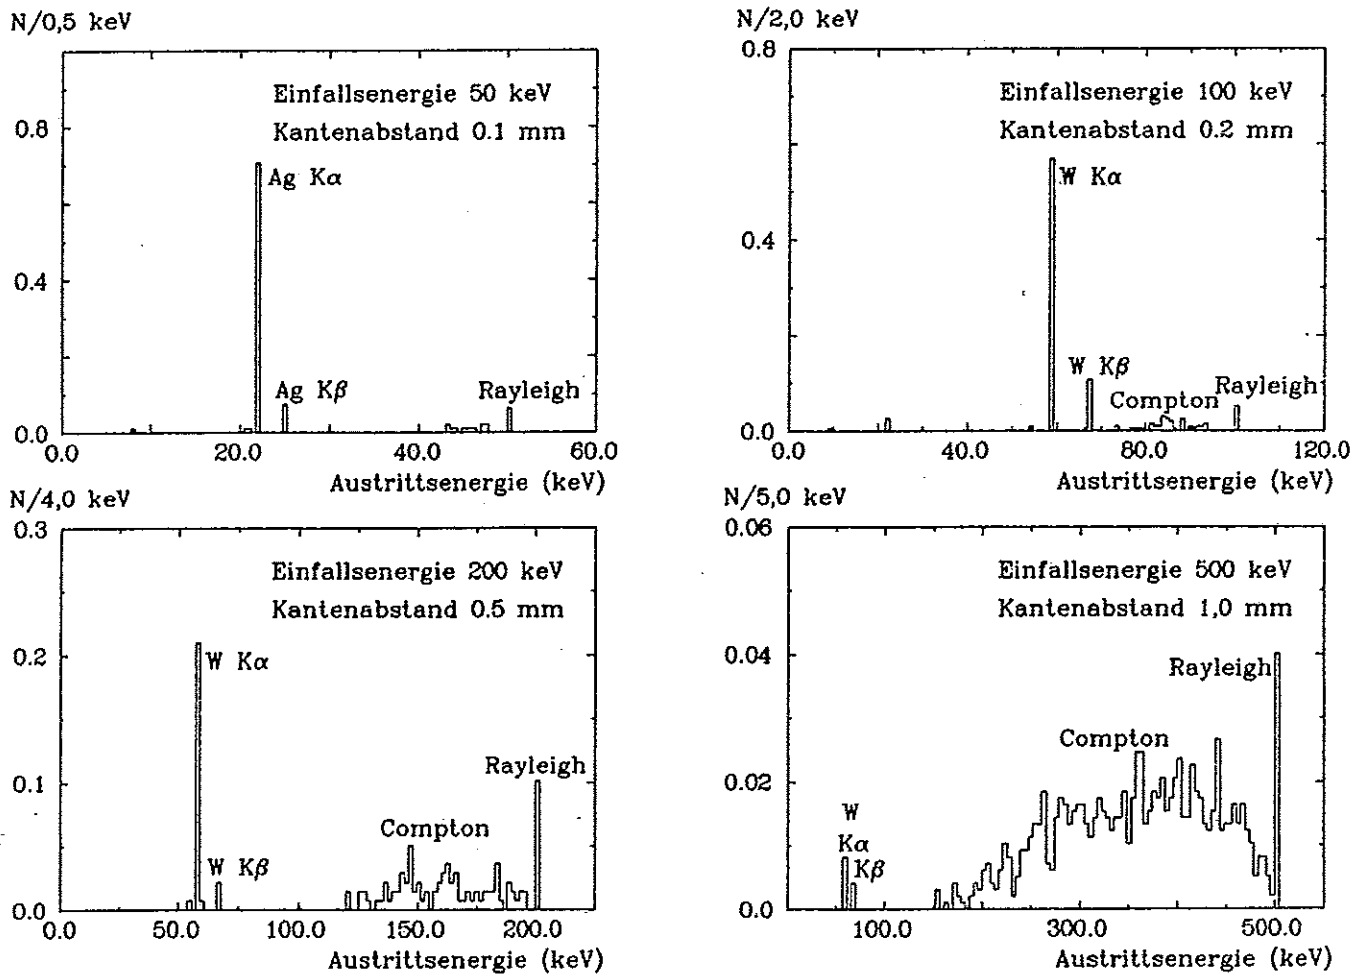 N/0,5 keV
Einfallsenergie 50 keV
Kantenabstand 0.1 mm
0.8
Ag Kα
0.4
Ag Kβ
Rayleigh
0.0
0.0 20.0 40.0 60.0
Austrittsenergie (keV)
N/2,0 keV
0.8
Einfallsenergie 100 keV
Kantenabstand 0.2 mm
W Kα
0.4
W Kβ
Compton
Rayleigh
0.0
0.0 40.0 80.0 120.0
Austrittsenergie (keV)
N/4,0 keV
0.3
Einfallsenergie 200 keV
Kantenabstand 0.5 mm
0.2
W Kα
Rayleigh
0.1
Compton
W Kβ
0.0
0.0 50.0 100.0 150.0 200.0
Austrittsenergie (keV)
N/5,0 keV
0.06
Einfallsenergie 500 keV
Kantenabstand 1,0 mm
0.04
Rayleigh
Compton
0.02
W
Kα
Kβ
0.0
100.0 300.0 500.0
Austrittsenergie (keV)